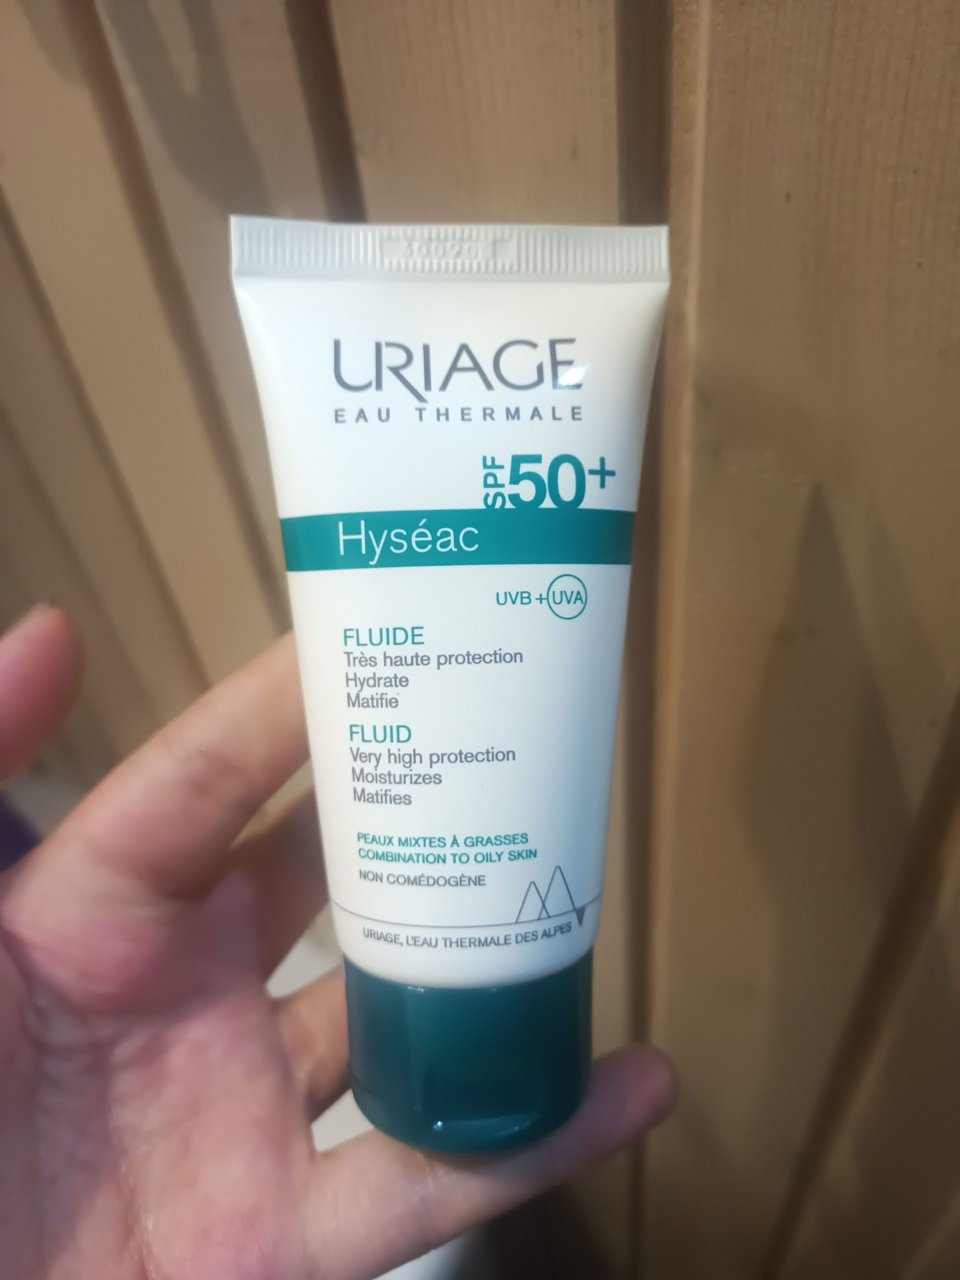 URIAGE
EAU THERMALE
SPF 50+
Hyséac
UVB + UVA
FLUIDE
Très haute protection
Hydrate
Matifie
FLUID
Very high protection
Moisturizes
Matifies
PEAUX MIXTES À GRASSES
COMBINATION TO OILY SKIN
NON COMÉDOGÈNE
URIAGE, L'EAU THERMALE DES ALPES